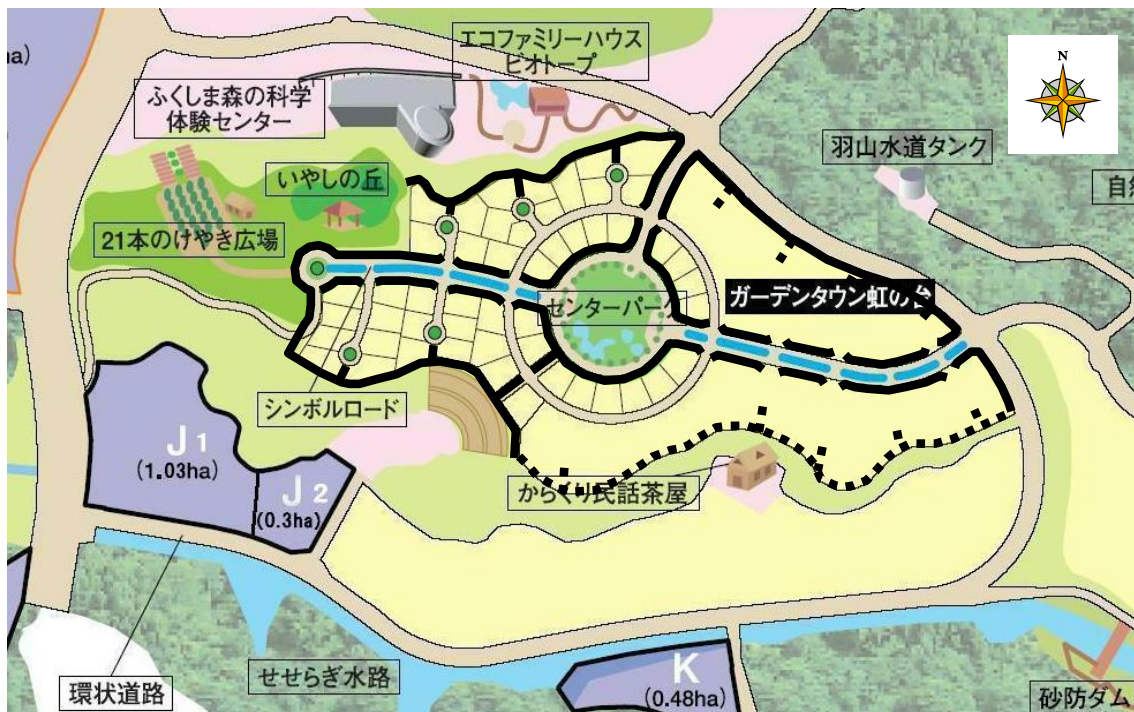 ha)
エコファミリーハウス
ビオトープ
N
ふくしま森の科学
体験センター
羽山水道タンク
いやしの丘
21本のけやき広場
センターパーク
ガーデンタウン虹の台
シンボルロード
J1
(1.03ha)
J2
(0.3ha)
からくり民話茶屋
せせらぎ水路
環状道路
K
(0.48ha)
砂防ダム